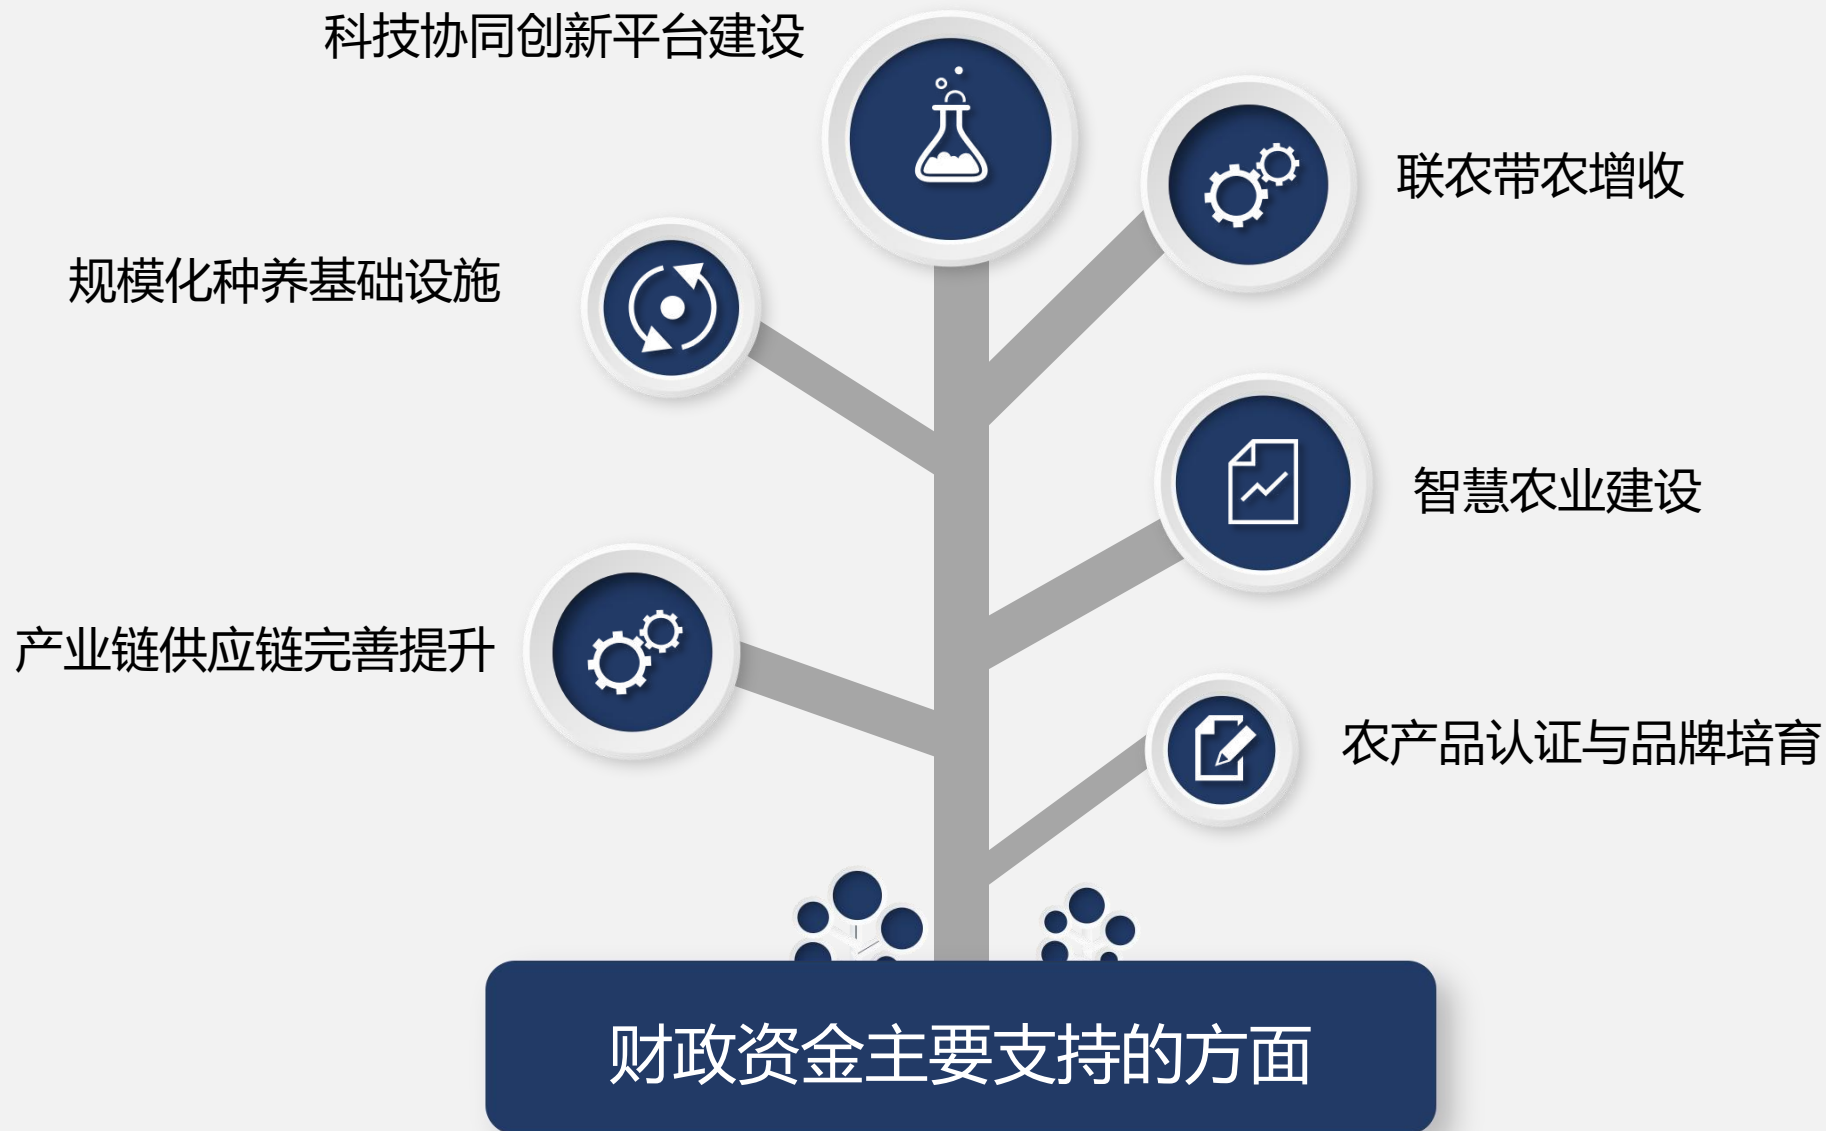 科技协同创新平台建设
联农带农增收
规模化种养基础设施
智慧农业建设
产业链供应链完善提升
农产品认证与品牌培育
财政资金主要支持的方面